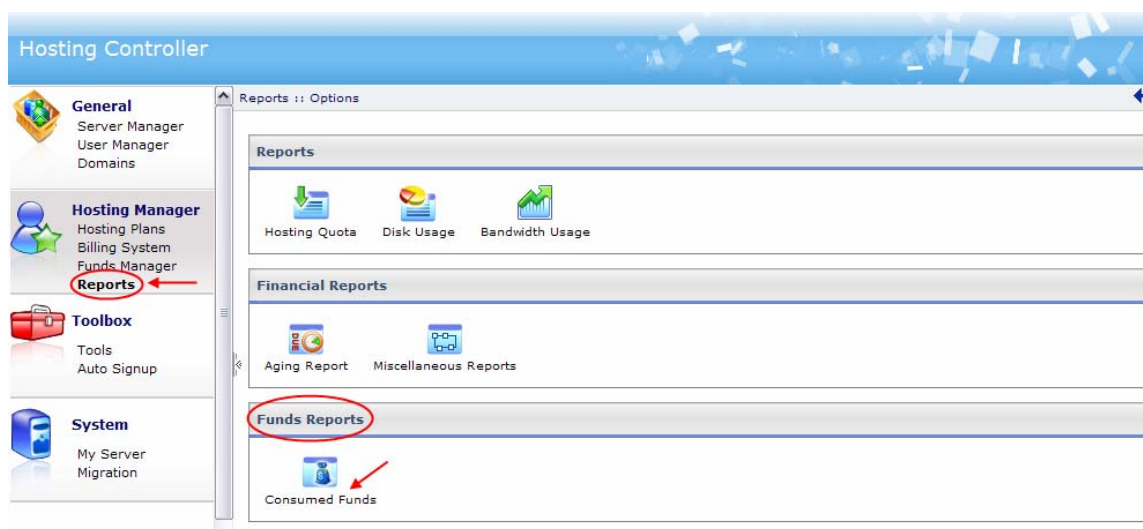 Hosting Controller
General
Server Manager
User Manager
Domains
Hosting Manager
Hosting Plans
Billing System
Funds Manager
Reports
Toolbox
Tools
Auto Signup
System
My Server
Migration
Reports :: Options
Reports
Hosting Quota Disk Usage Bandwidth Usage
Financial Reports
DUE
Aging Report Miscellaneous Reports
Funds Reports
Consumed Funds